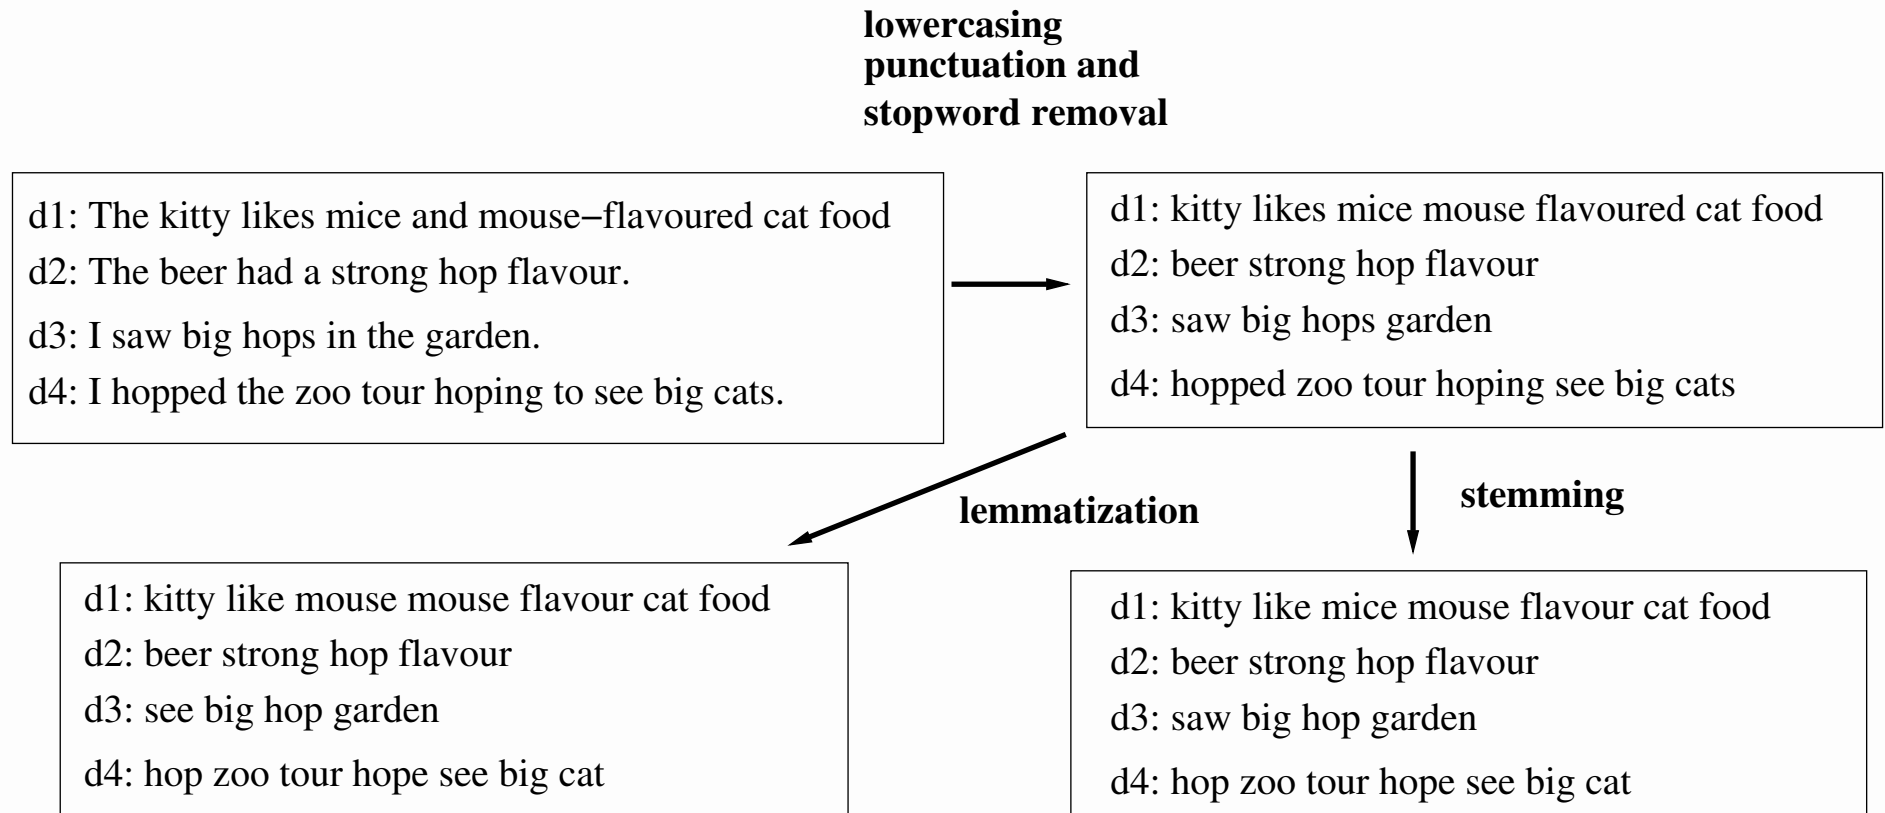 lowercasing
punctuation and
stopword removal
d1: The kitty likes mice and mouse−flavoured cat food
d2: The beer had a strong hop flavour.
d3: I saw big hops in the garden.
d4: I hopped the zoo tour hoping to see big cats.
d1: kitty likes mice mouse flavoured cat food
d2: beer strong hop flavour
d3: saw big hops garden
d4: hopped zoo tour hoping see big cats
lemmatization
stemming
d1: kitty like mouse mouse flavour cat food
d2: beer strong hop flavour
d3: see big hop garden
d4: hop zoo tour hope see big cat
d1: kitty like mice mouse flavour cat food
d2: beer strong hop flavour
d3: saw big hop garden
d4: hop zoo tour hope see big cat